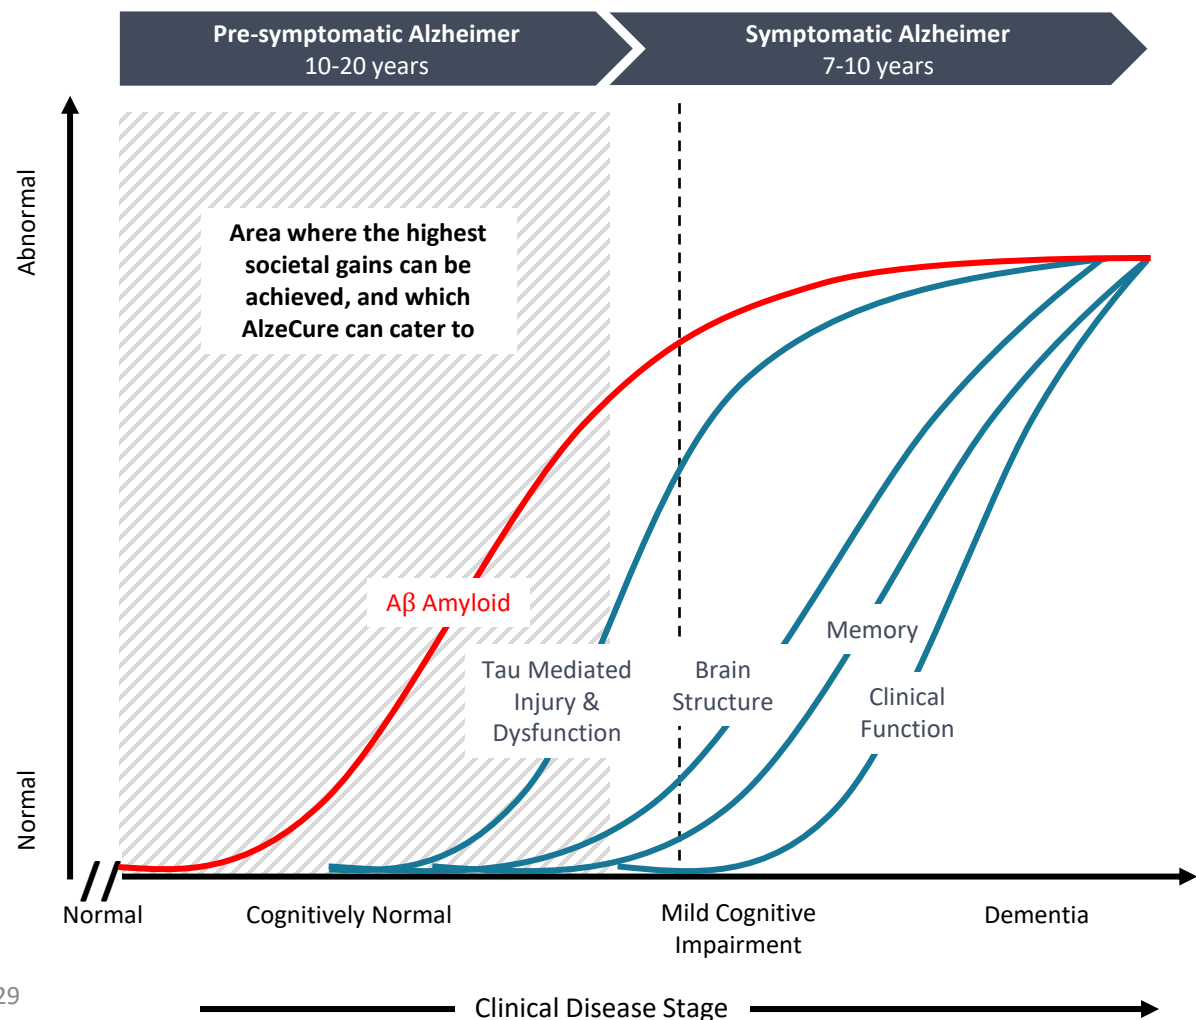 Pre-symptomatic Alzheimer
10-20 years
Symptomatic Alzheimer
7-10 years
Abnormal
Normal
Area where the highest
societal gains can be
achieved, and which
AlzeCure can cater to
Aβ Amyloid
Tau Mediated
Injury &
Dysfunction
Brain
Structure
Memory
Clinical
Function
Normal
Cognitively Normal
Mild Cognitive
Impairment
Dementia
29
Clinical Disease Stage